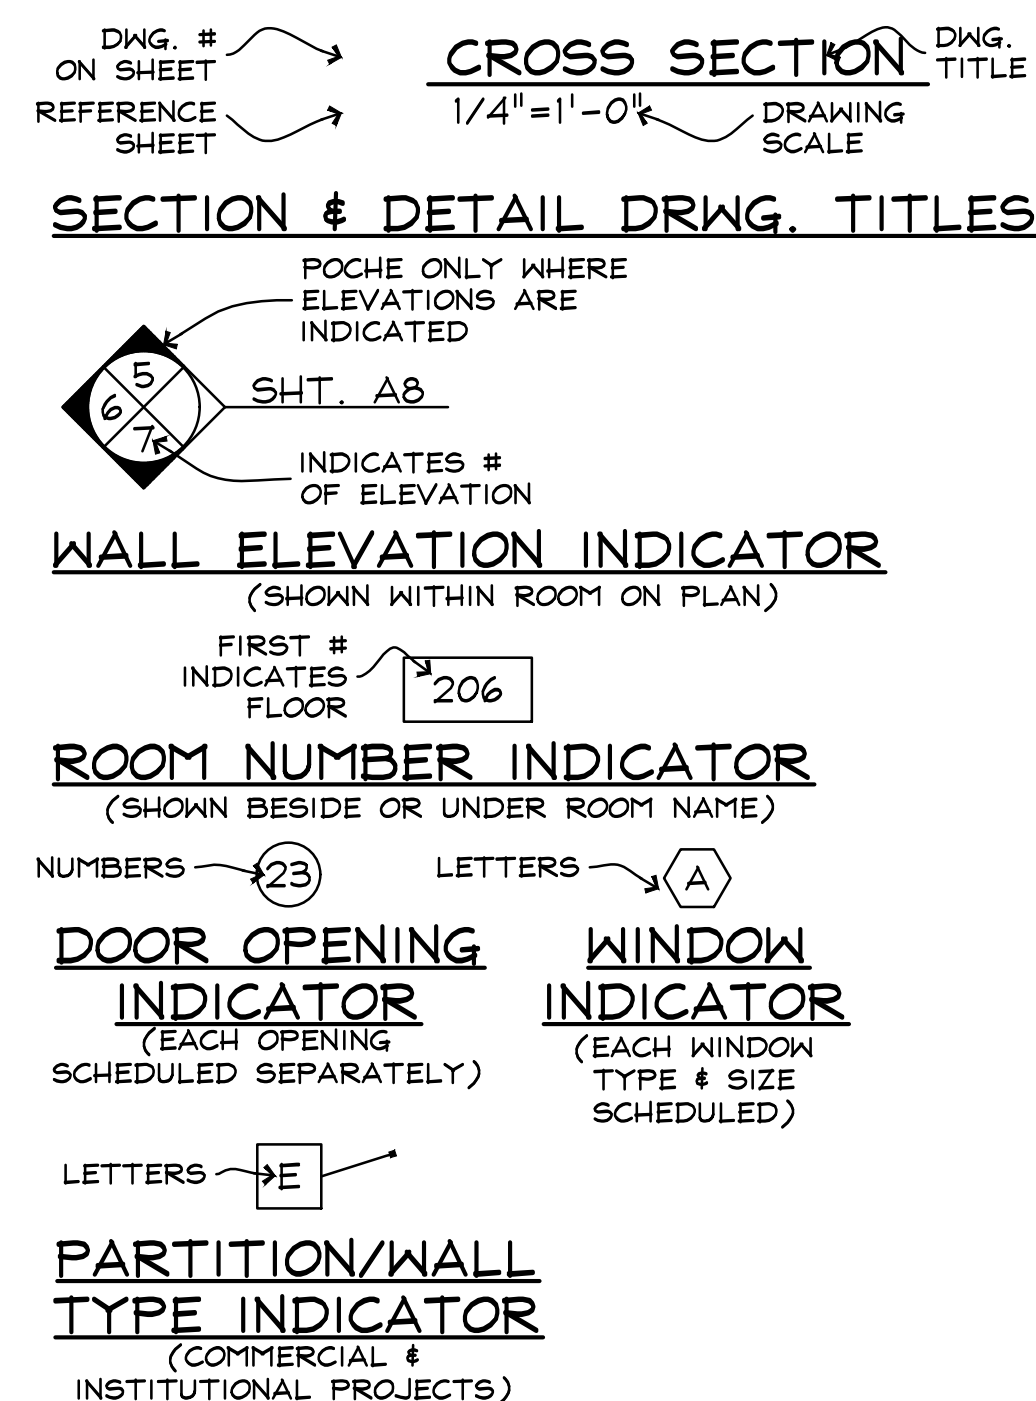 DWG. #
ON SHEET
CROSS SECTION
DWG.
TITLE
REFERENCE
SHEET
1/4"=1'-0"
DRAWING
SCALE
SECTION & DETAIL DRWG. TITLES
POCHE ONLY WHERE
ELEVATIONS ARE
INDICATED
5
6
7
SHT. A8
INDICATES #
OF ELEVATION
WALL ELEVATION INDICATOR
(SHOWN WITHIN ROOM ON PLAN)
FIRST #
INDICATES
FLOOR
206
ROOM NUMBER INDICATOR
(SHOWN BESIDE OR UNDER ROOM NAME)
NUMBERS
23
LETTERS
A
DOOR OPENING
INDICATOR
(EACH OPENING
SCHEDULED SEPARATELY)
WINDOW
INDICATOR
(EACH WINDOW
TYPE & SIZE
SCHEDULED)
LETTERS
E
PARTITION/WALL
TYPE INDICATOR
(COMMERCIAL &
INSTITUTIONAL PROJECTS)